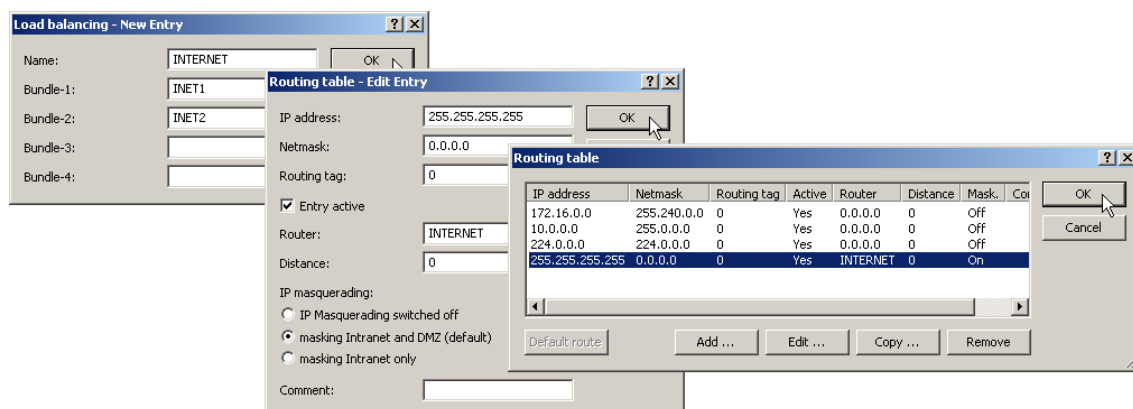 Load balancing - New Entry
Name: INTERNET OK
Bundle-1: INET1
Bundle-2: INET2
Bundle-3:
Bundle-4:
Routing table - Edit Entry
IP address: 255.255.255.255 OK
Netmask: 0.0.0.0
Routing tag: 0
Entry active
Router: INTERNET
Distance: 0
IP masquerading:
IP Masquerading switched off
masking Intranet and DMZ (default)
masking Intranet only
Comment:
Routing table
IP address Netmask Routing tag Active Router Distance Mask. OK
172.16.0.0 255.240.0.0 0 Yes 0.0.0.0 0 Off
10.0.0.0 255.0.0.0 0 Yes 0.0.0.0 0 Off
224.0.0.0 224.0.0.0 0 Yes 0.0.0.0 0 Off
255.255.255.255 0.0.0.0 0 Yes INTERNET 0 On
Cancel
Default route Add ... Edit ... Copy ... Remove